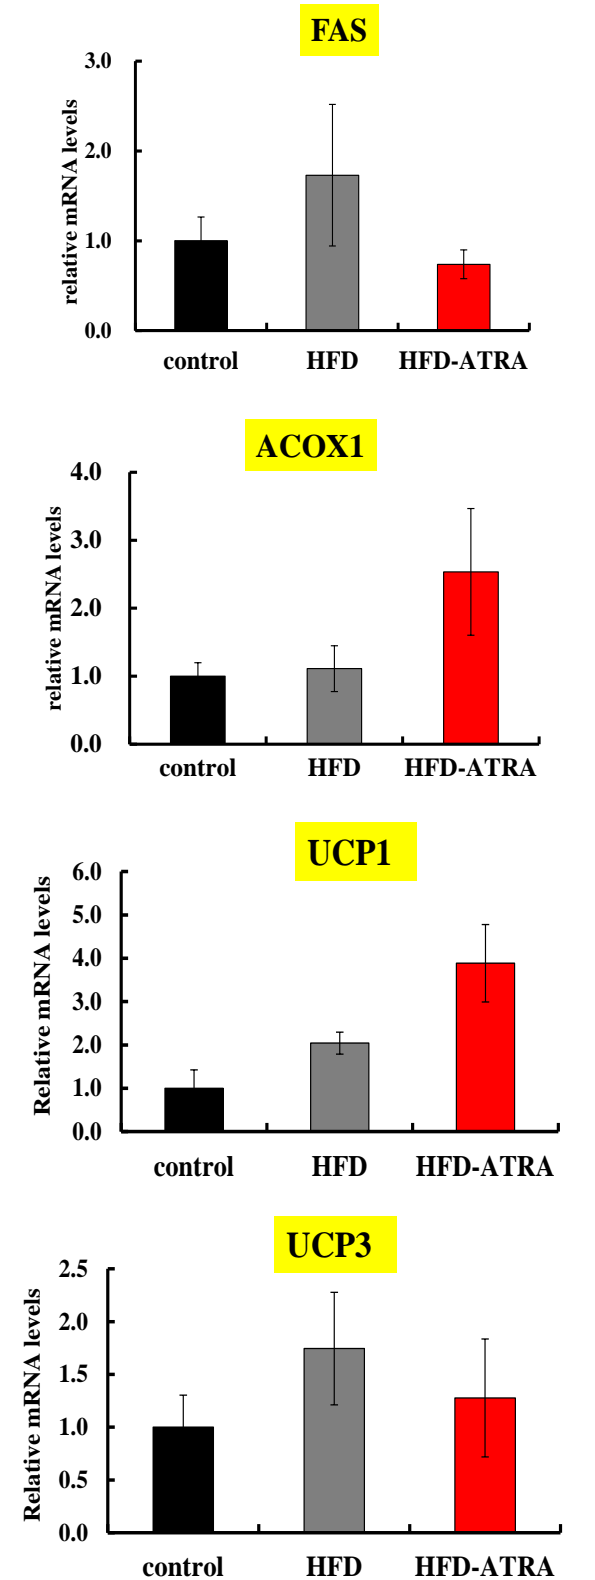 FAS
relative mRNA levels
3.0
2.0
1.0
0.0
control HFD HFD-ATRA
ACOX1
relative mRNA levels
4.0
3.0
2.0
1.0
0.0
control HFD HFD-ATRA
UCP1
Relative mRNA levels
6.0
5.0
4.0
3.0
2.0
1.0
0.0
control HFD HFD-ATRA
UCP3
Relative mRNA levels
2.5
2.0
1.5
1.0
0.5
0.0
control HFD HFD-ATRA